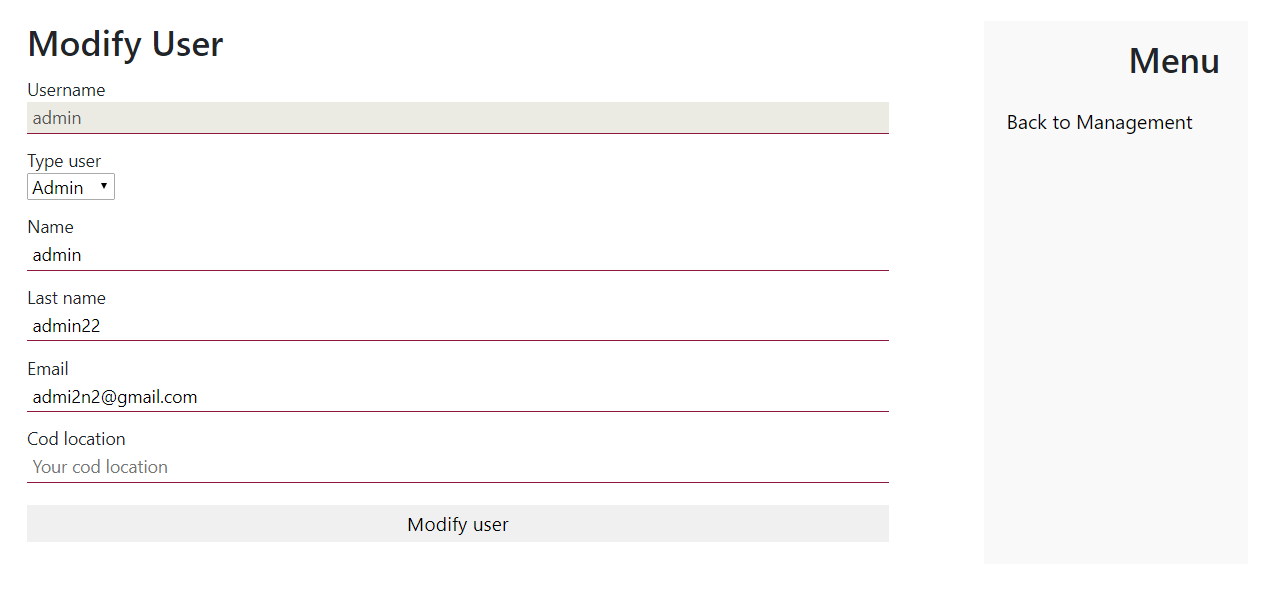 Modify User
Username
admin
Type user
Admin
Name
admin
Last name
admin22
Email
admi2n2@gmail.com
Cod location
Your cod location
Modify user
Menu
Back to Management